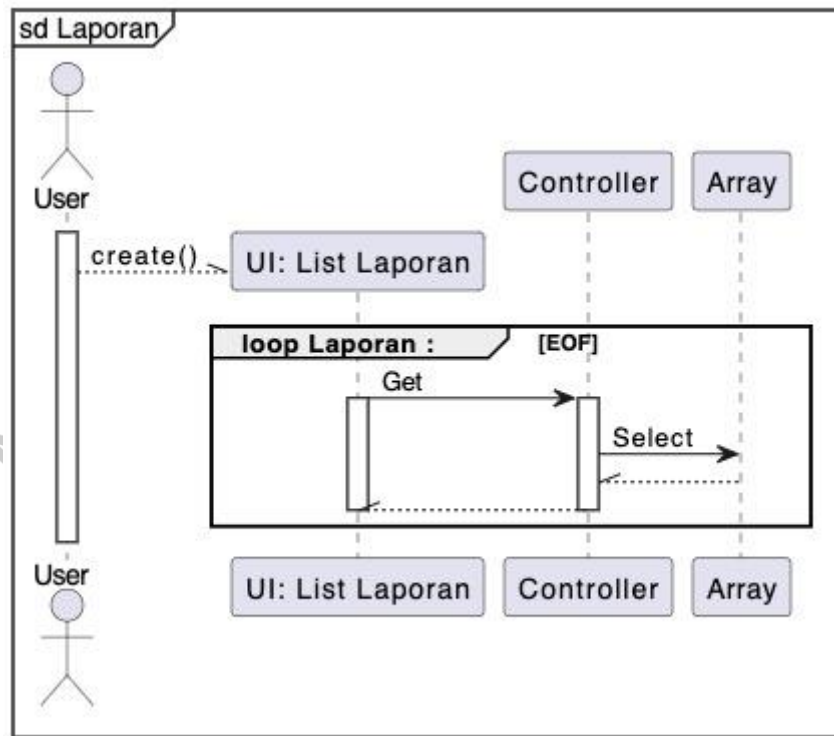 sd Laporan
User
Controller
Array
create()
UI: List Laporan
loop Laporan :
[EOF]
Get
Select
User
UI: List Laporan
Controller
Array